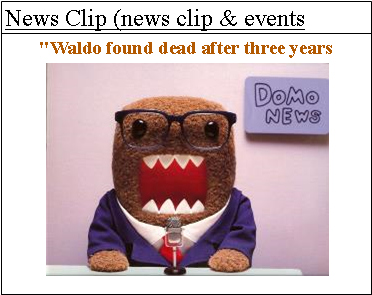 News Clip (news clip & events
"Waldo found dead after three years
DOMO
NEWS